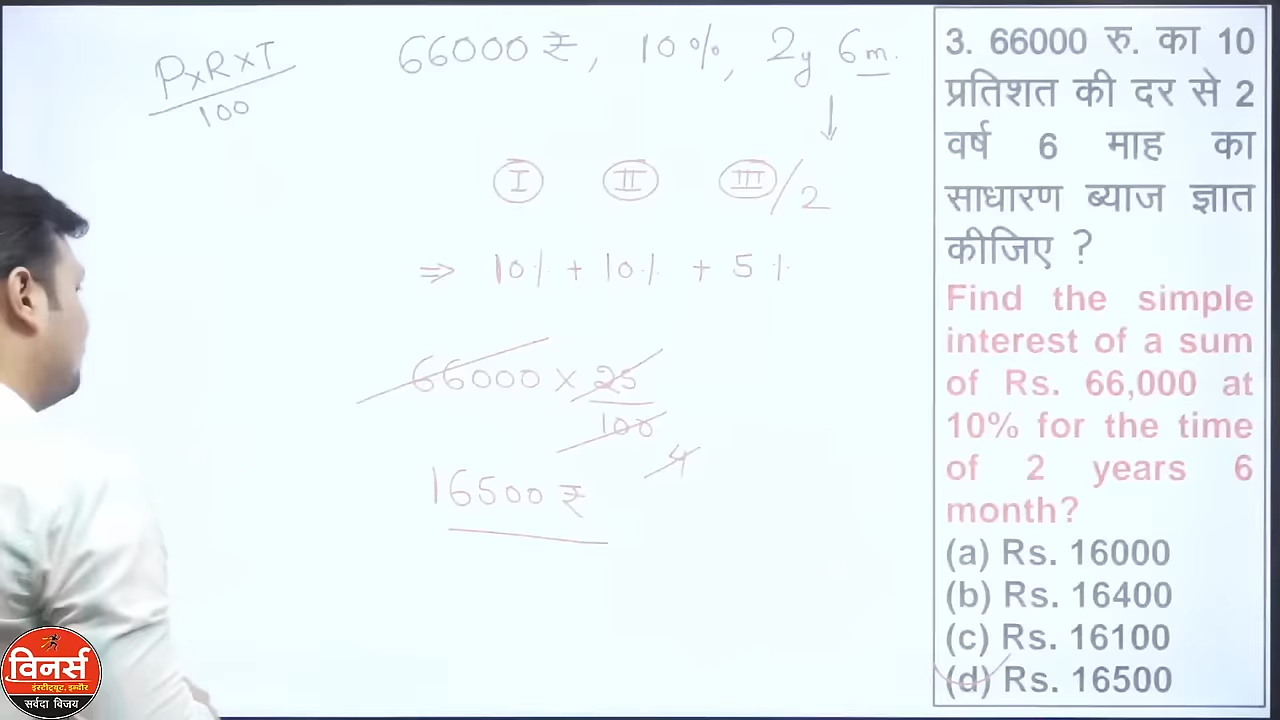 P×R×T
100
66000 ₹, 10%, 2y 6m.
I II III/2
⇒ 10% + 10% + 5%
66000 × 25
100
4
16500 ₹
3. 66000 रु. का 10
प्रतिशत की दर से 2
वर्ष 6 माह का
साधारण ब्याज ज्ञात
कीजिए ?
Find the simple
interest of a sum
of Rs. 66,000 at
10% for the time
of 2 years 6
month?
(a) Rs. 16000
(b) Rs. 16400
(c) Rs. 16100
(d) Rs. 16500
विनर्स
इंस्टीट्यूट, इन्दौर
सर्वदा विजय